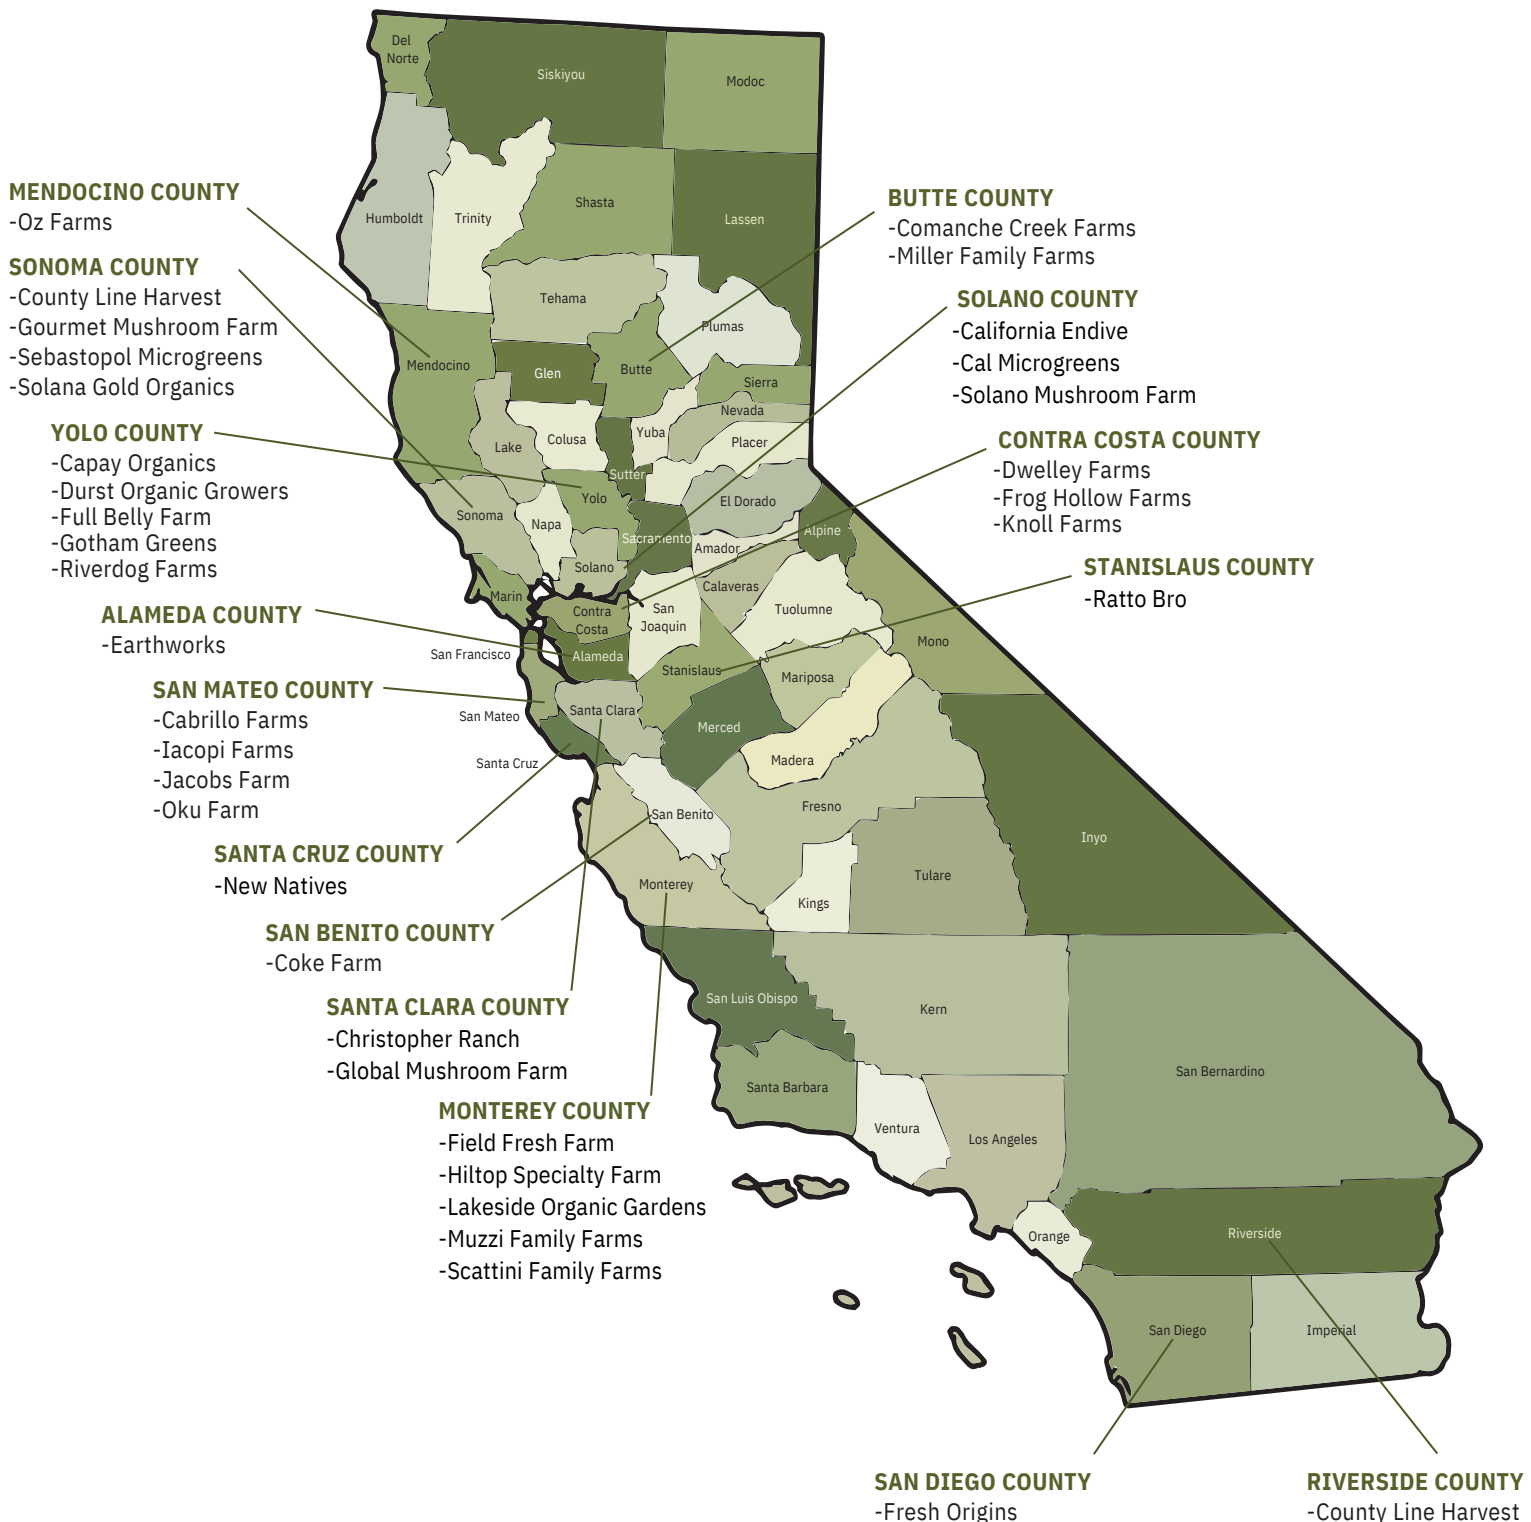 Del
Norte
Siskiyou
Modoc
Humboldt
Trinity
Shasta
Lassen
Tehama
Plumas
Mendocino
Glen
Butte
Sierra
Nevada
Lake
Colusa
Yuba
Placer
Sutter
Yolo
El Dorado
Sonoma
Napa
Sacramento
Amador
Alpine
Solano
Calaveras
Marin
Contra
Costa
San
Joaquin
Tuolumne
Mono
San Francisco
Alameda
Stanislaus
Mariposa
San Mateo
Santa Clara
Merced
Santa Cruz
Madera
San Benito
Fresno
Inyo
Monterey
Kings
Tulare
San Luis Obispo
Kern
Santa Barbara
San Bernardino
Ventura
Los Angeles
Orange
Riverside
San Diego
Imperial
MENDOCINO COUNTY
-Oz Farms
SONOMA COUNTY
-County Line Harvest
-Gourmet Mushroom Farm
-Sebastopol Microgreens
-Solana Gold Organics
YOLO COUNTY
-Capay Organics
-Durst Organic Growers
-Full Belly Farm
-Gotham Greens
-Riverdog Farms
ALAMEDA COUNTY
-Earthworks
SAN MATEO COUNTY
-Cabrillo Farms
-Iacopi Farms
-Jacobs Farm
-Oku Farm
SANTA CRUZ COUNTY
-New Natives
SAN BENITO COUNTY
-Coke Farm
SANTA CLARA COUNTY
-Christopher Ranch
-Global Mushroom Farm
MONTEREY COUNTY
-Field Fresh Farm
-Hiltop Specialty Farm
-Lakeside Organic Gardens
-Muzzi Family Farms
-Scattini Family Farms
BUTTE COUNTY
-Comanche Creek Farms
-Miller Family Farms
SOLANO COUNTY
-California Endive
-Cal Microgreens
-Solano Mushroom Farm
CONTRA COSTA COUNTY
-Dwelley Farms
-Frog Hollow Farms
-Knoll Farms
STANISLAUS COUNTY
-Ratto Bro
SAN DIEGO COUNTY
-Fresh Origins
RIVERSIDE COUNTY
-County Line Harvest